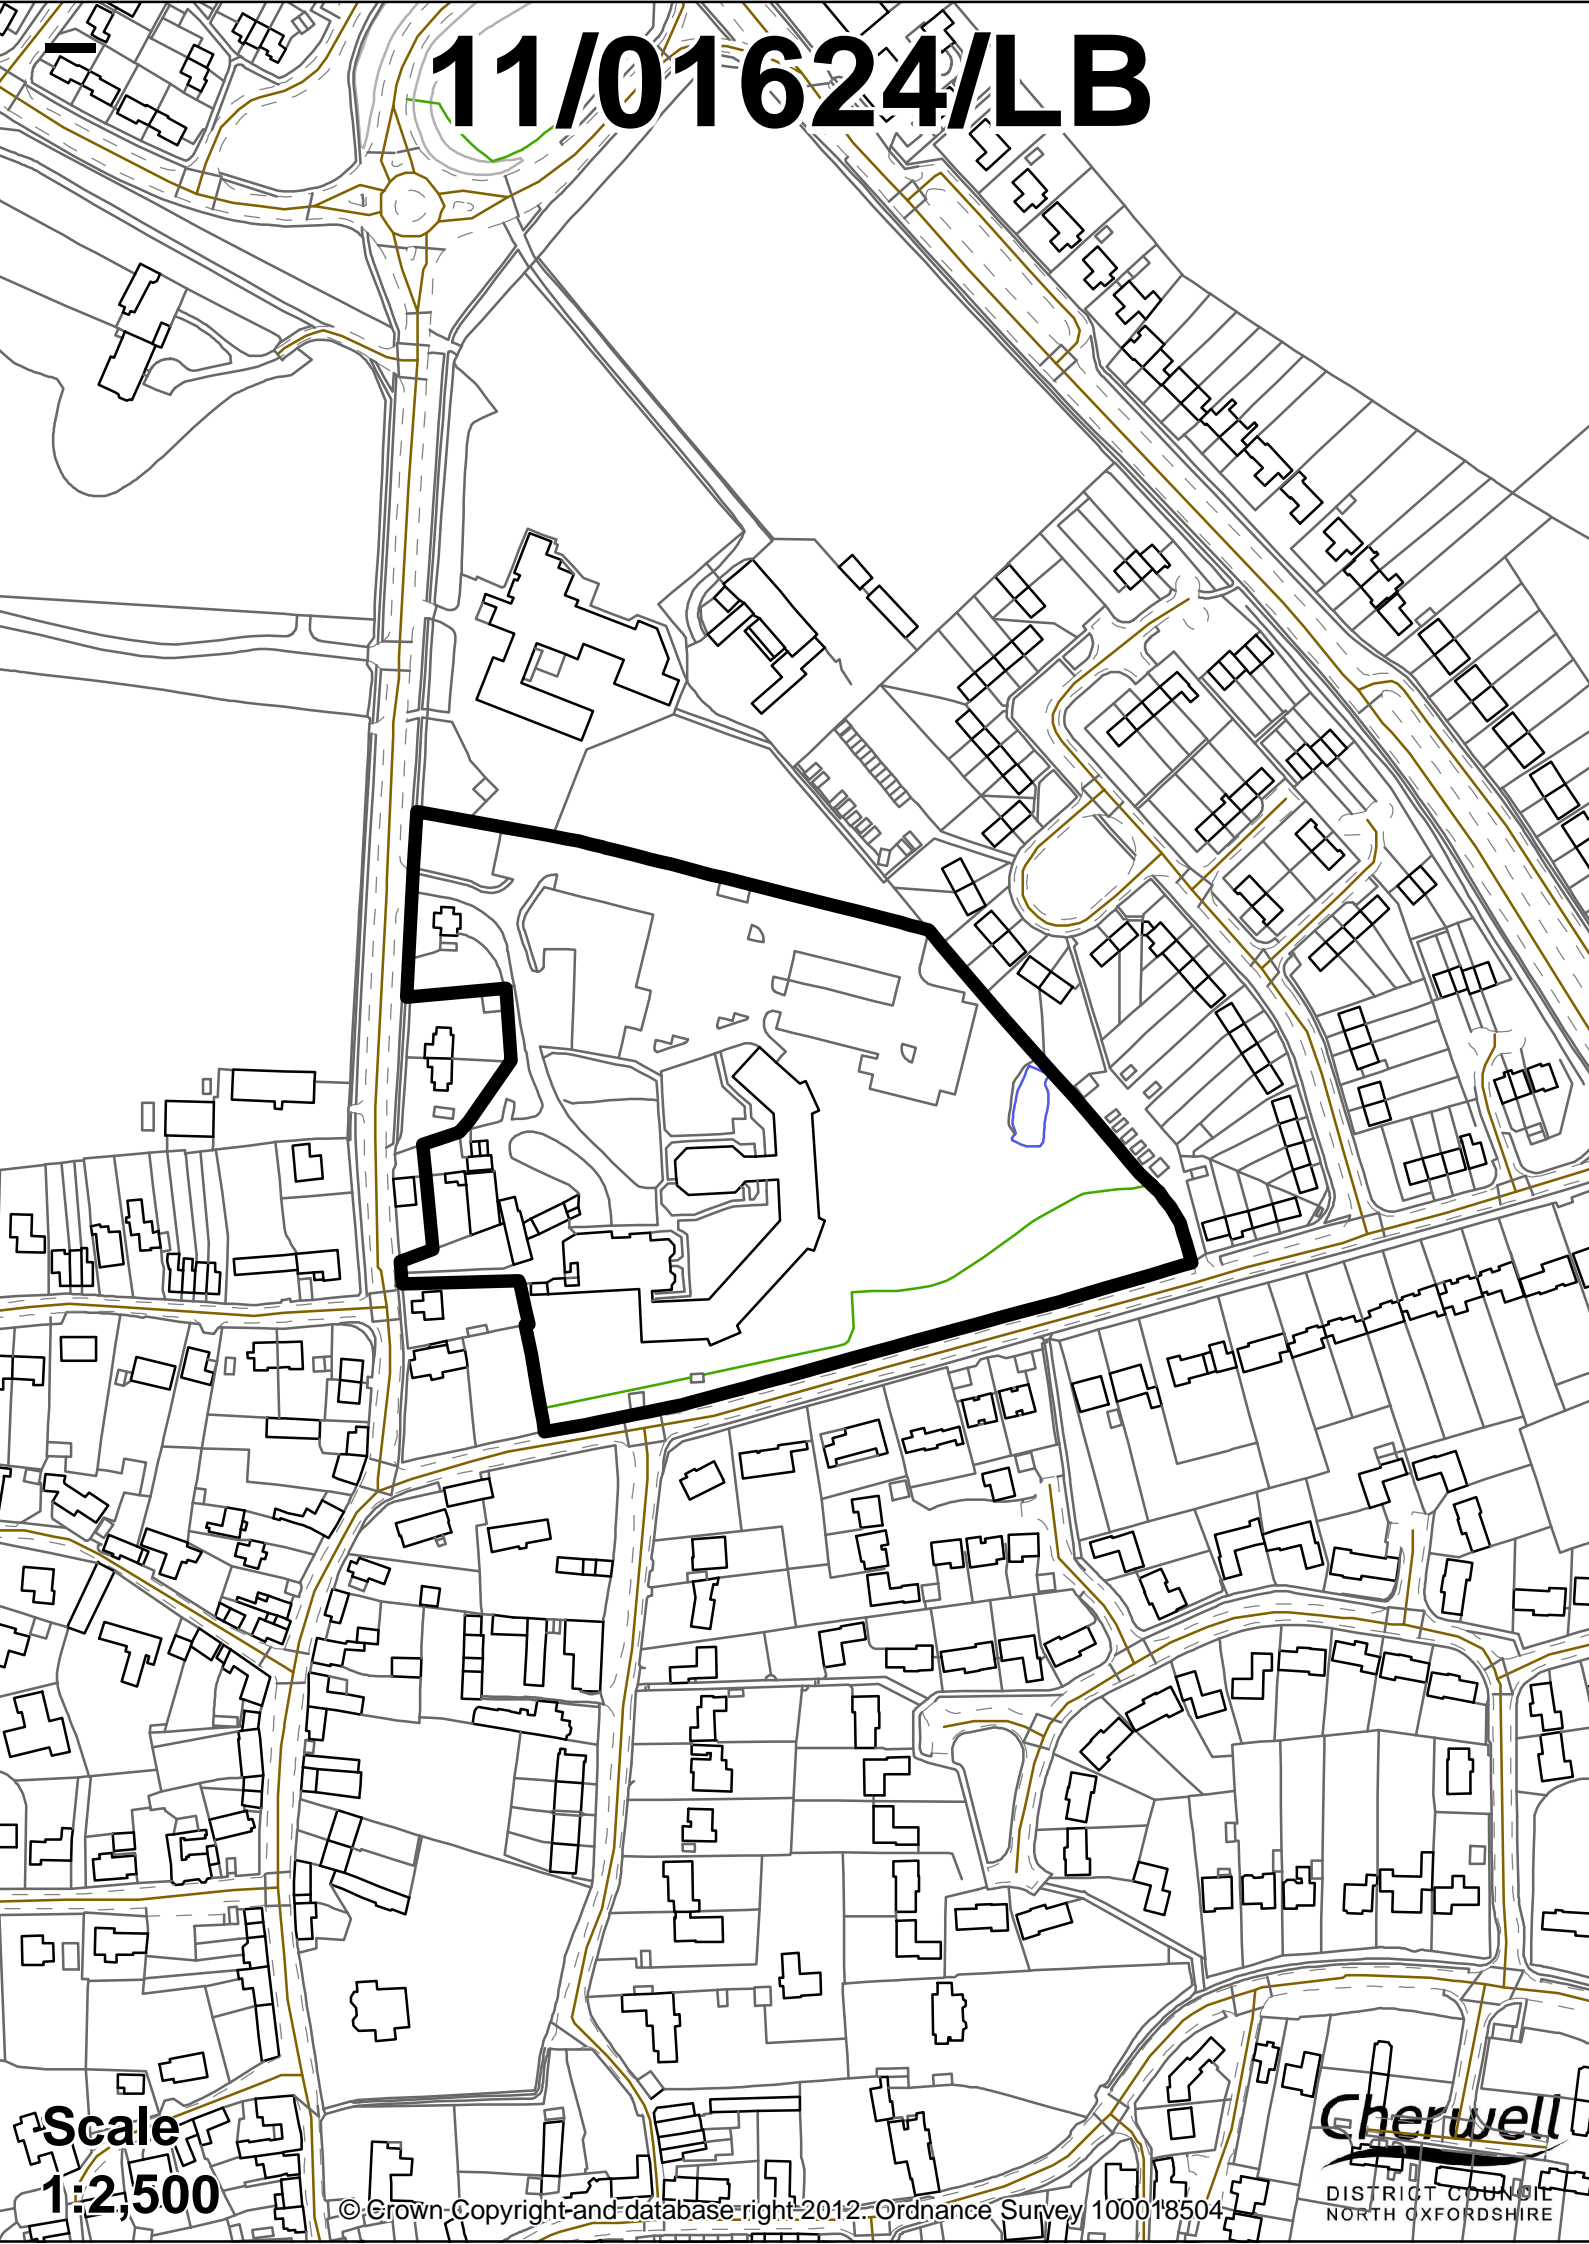 11/01624/LB
Scale
1:2,500
© Crown Copyright and database right 2012. Ordnance Survey 100018504
Cherwell
DISTRICT COUNCIL
NORTH OXFORDSHIRE